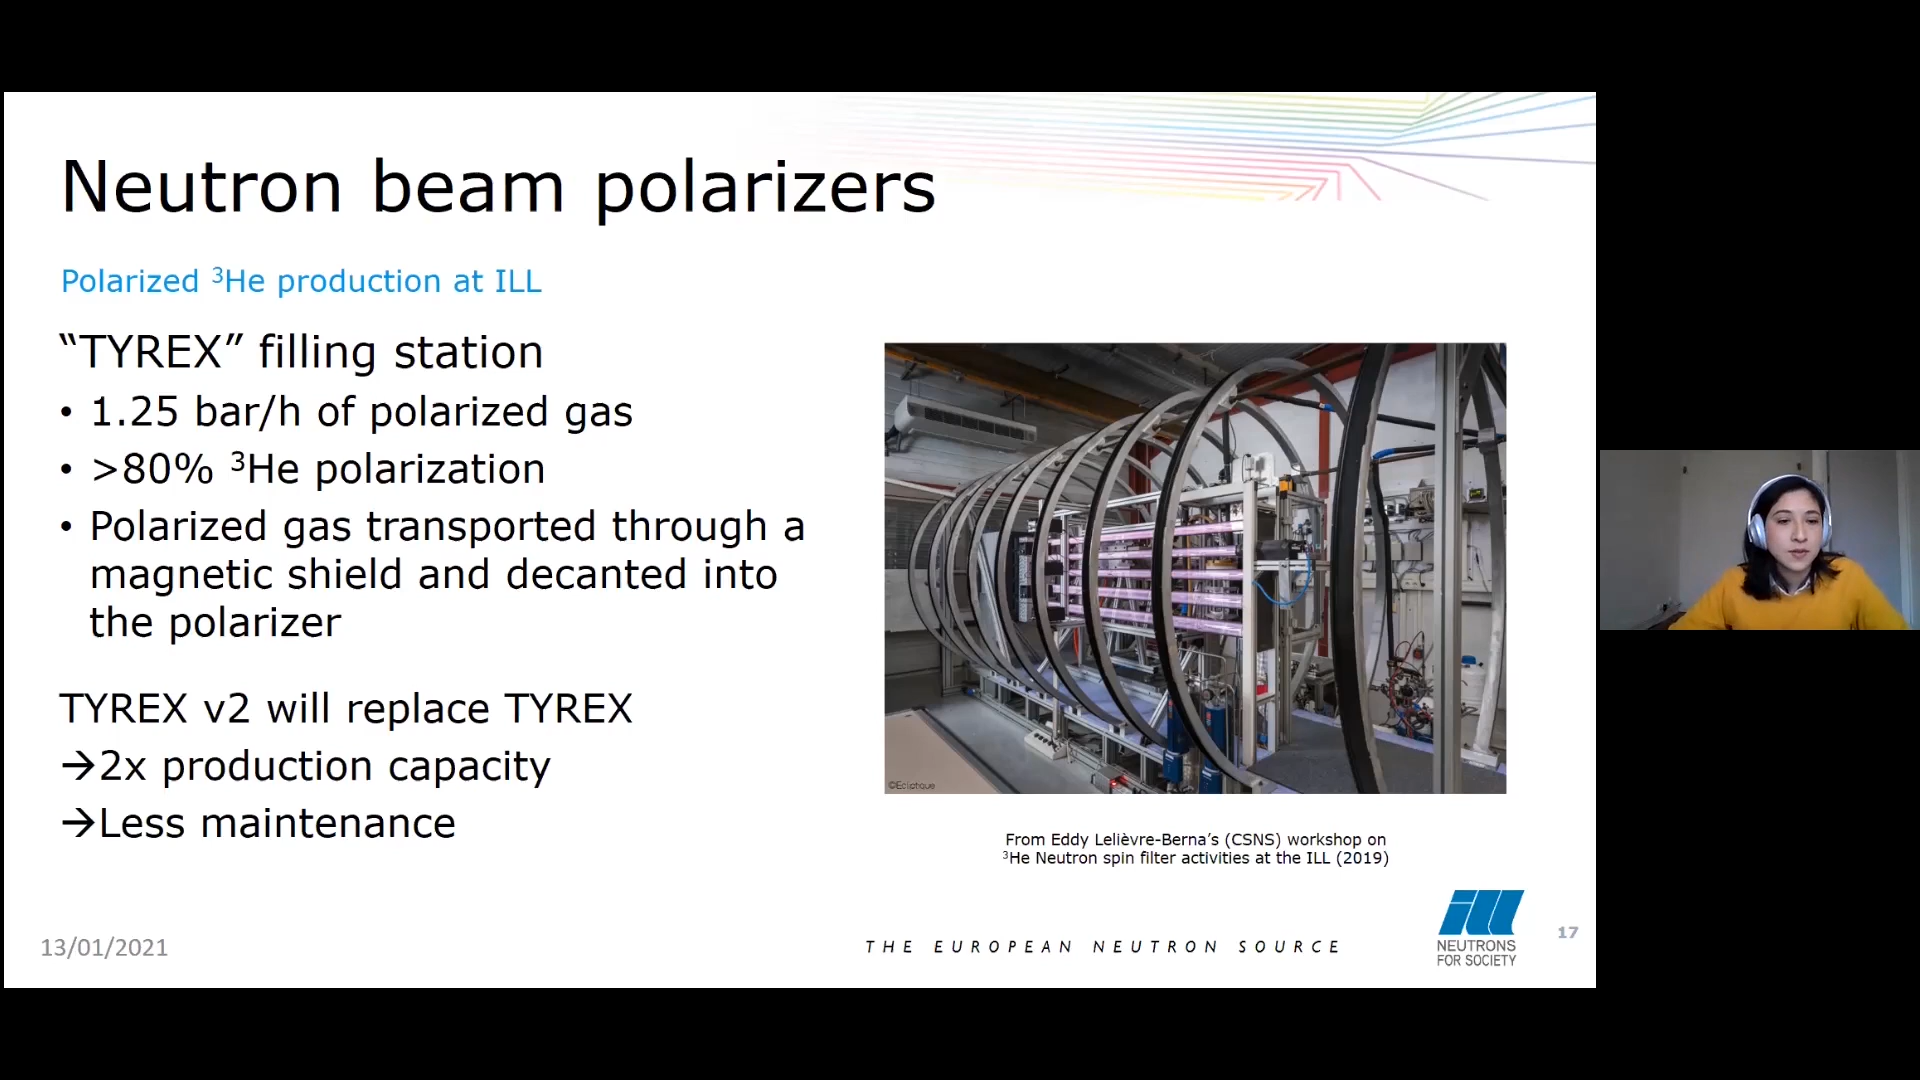 Neutron beam polarizers
Polarized ³He production at ILL
“TYREX” filling station
• 1.25 bar/h of polarized gas
• >80% ³He polarization
• Polarized gas transported through a
magnetic shield and decanted into
the polarizer
TYREX v2 will replace TYREX
→2x production capacity
→Less maintenance
©Ecliptique
From Eddy Lelièvre-Berna’s (CSNS) workshop on
³He Neutron spin filter activities at the ILL (2019)
13/01/2021
THE EUROPEAN NEUTRON SOURCE
ill
NEUTRONS
FOR SOCIETY
17